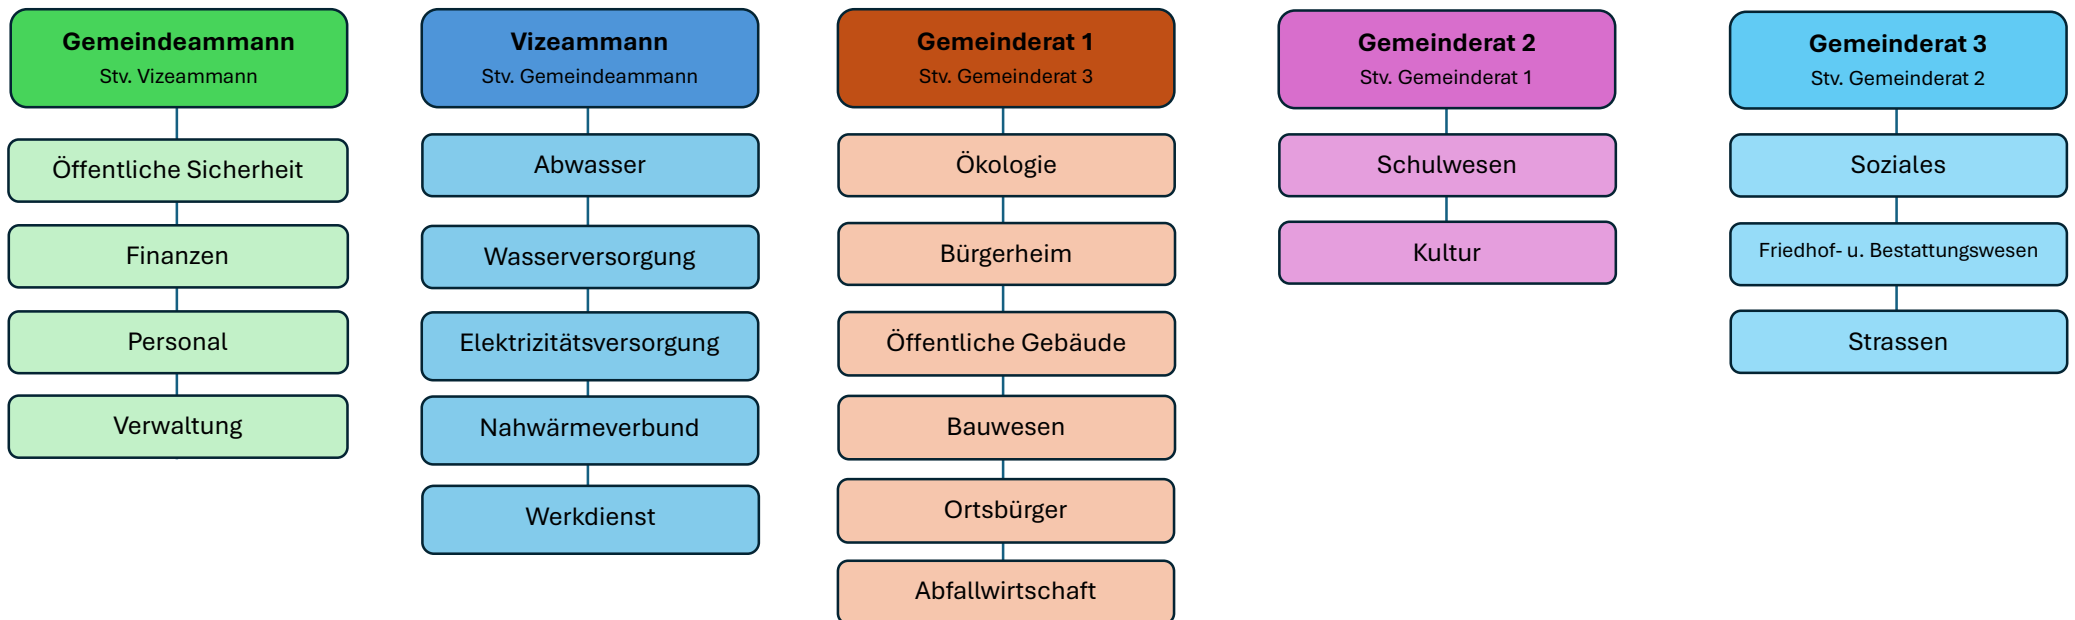 Gemeindeammann
Stv. Vizeammann
Öffentliche Sicherheit
Finanzen
Personal
Verwaltung
Vizeammann
Stv. Gemeindeammann
Abwasser
Wasserversorgung
Elektrizitätsversorgung
Nahwärmeverbund
Werkdienst
Gemeinderat 1
Stv. Gemeinderat 3
Ökologie
Bürgerheim
Öffentliche Gebäude
Bauwesen
Ortsbürger
Abfallwirtschaft
Gemeinderat 2
Stv. Gemeinderat 1
Schulwesen
Kultur
Gemeinderat 3
Stv. Gemeinderat 2
Soziales
Friedhof- u. Bestattungswesen
Strassen